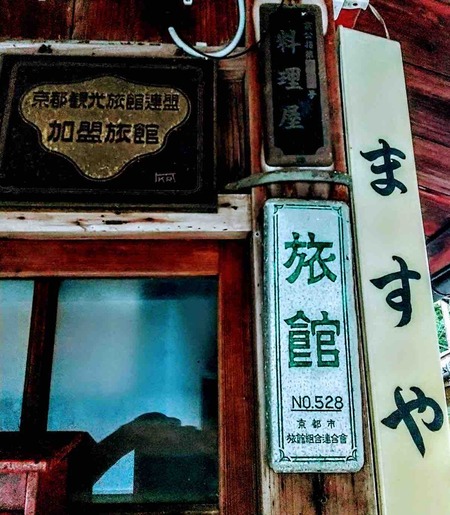 京都観光旅館連盟
加盟旅館
料理屋
旅館
NO.528
京都市
旅館組合連合會
ますや